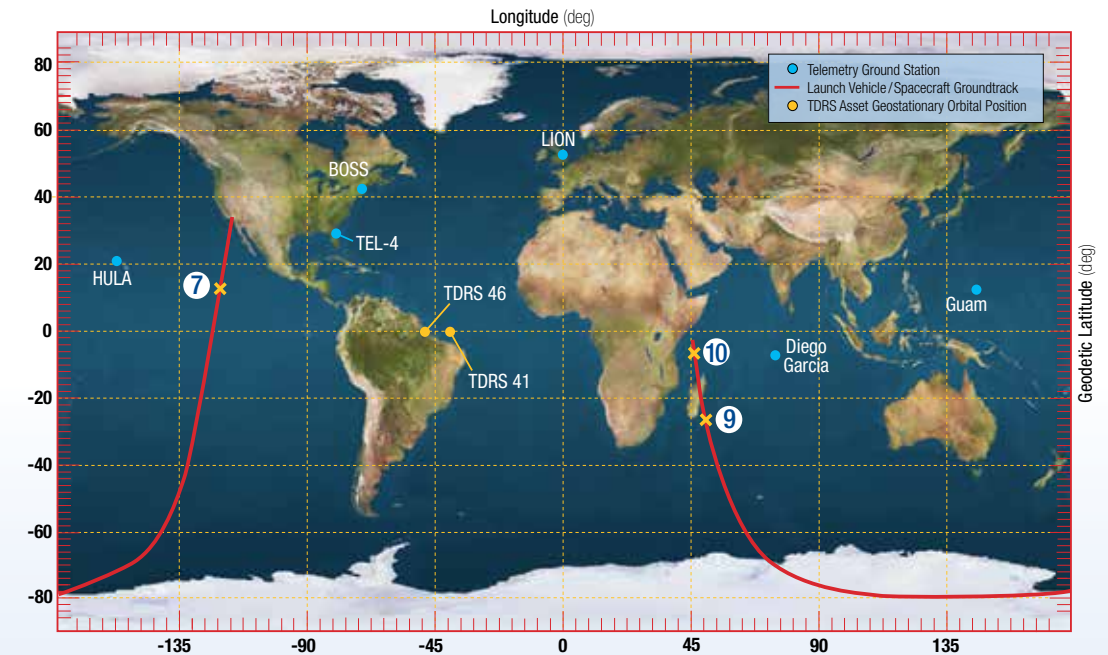 Longitude (deg)
80
60
40
20
0
-20
-40
-60
-80
Telemetry Ground Station
Launch Vehicle/Spacecraft Groundtrack
TDRS Asset Geostationary Orbital Position
LION
BOSS
TEL-4
HULA
7
TDRS 46
TDRS 41
Guam
10
Diego
Garcia
9
Geodetic Latitude (deg)
-135
-90
-45
0
45
90
135